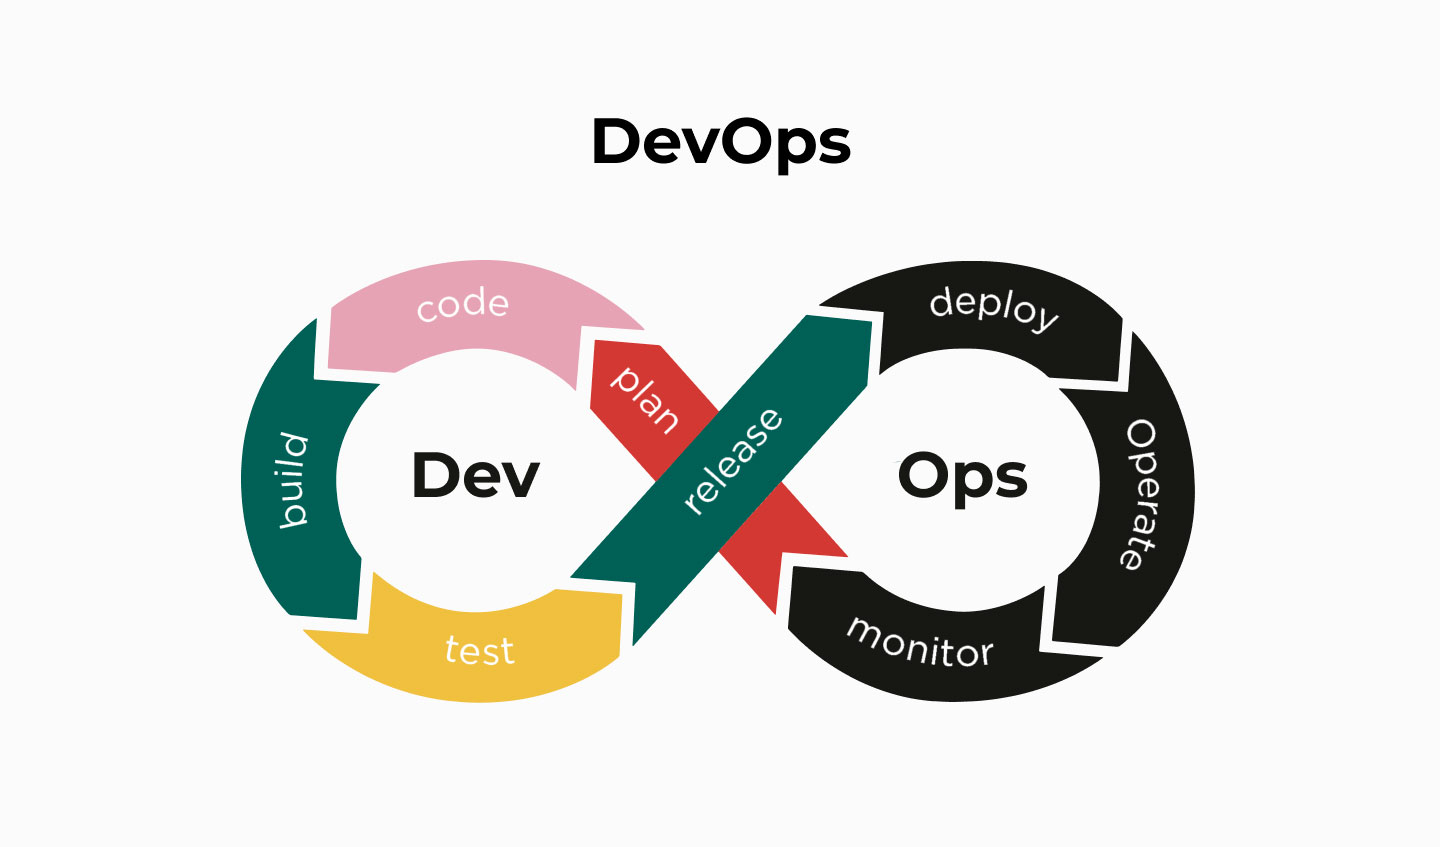 DevOps
code
deploy
plan
release
build
Dev
Ops
Operate
test
monitor